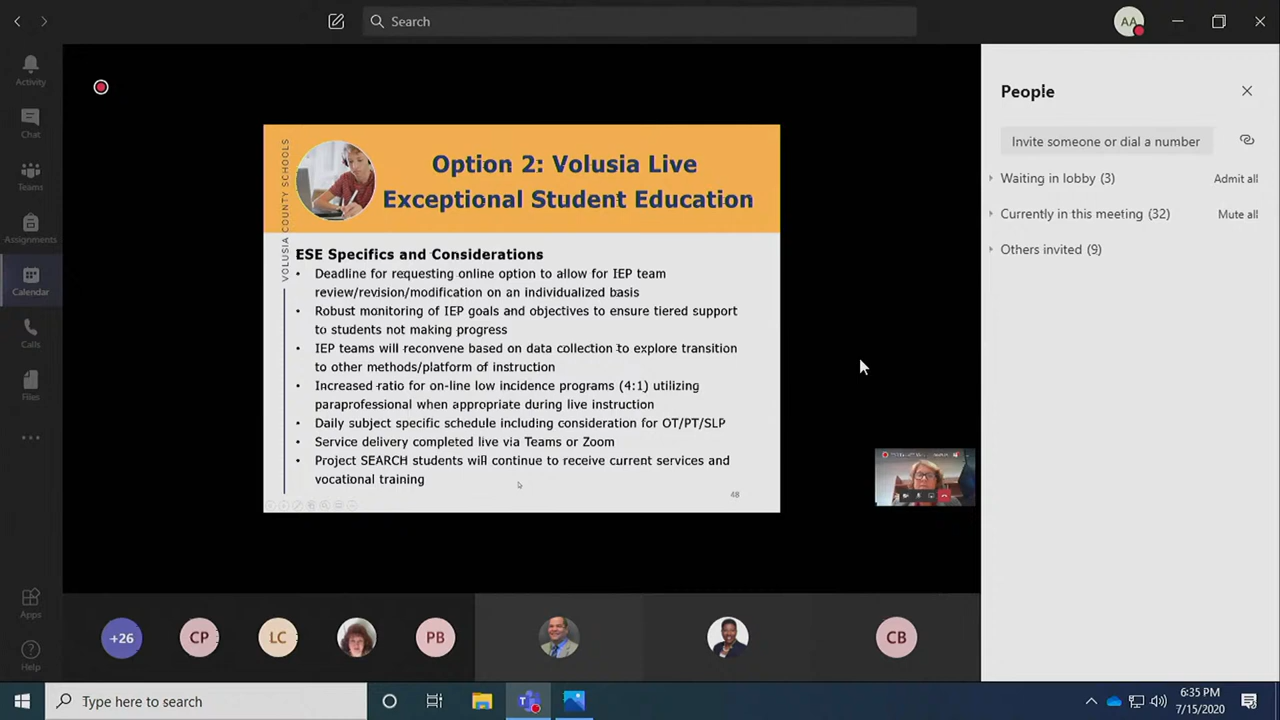 Search
AA
Activity
Chat
Teams
Assignments
Calendar
Calls
Files
Apps
Help
VOLUSIA COUNTY SCHOOLS
Option 2: Volusia Live
Exceptional Student Education
ESE Specifics and Considerations
• Deadline for requesting online option to allow for IEP team
review/revision/modification on an individualized basis
• Robust monitoring of IEP goals and objectives to ensure tiered support
to students not making progress
• IEP teams will reconvene based on data collection to explore transition
to other methods/platform of instruction
• Increased ratio for on-line low incidence programs (4:1) utilizing
paraprofessional when appropriate during live instruction
• Daily subject specific schedule including consideration for OT/PT/SLP
• Service delivery completed live via Teams or Zoom
• Project SEARCH students will continue to receive current services and
vocational training
48
People
Invite someone or dial a number
Waiting in lobby (3) Admit all
Currently in this meeting (32) Mute all
Others invited (9)
+26
CP
LC
PB
CB
Type here to search
6:35 PM
7/15/2020